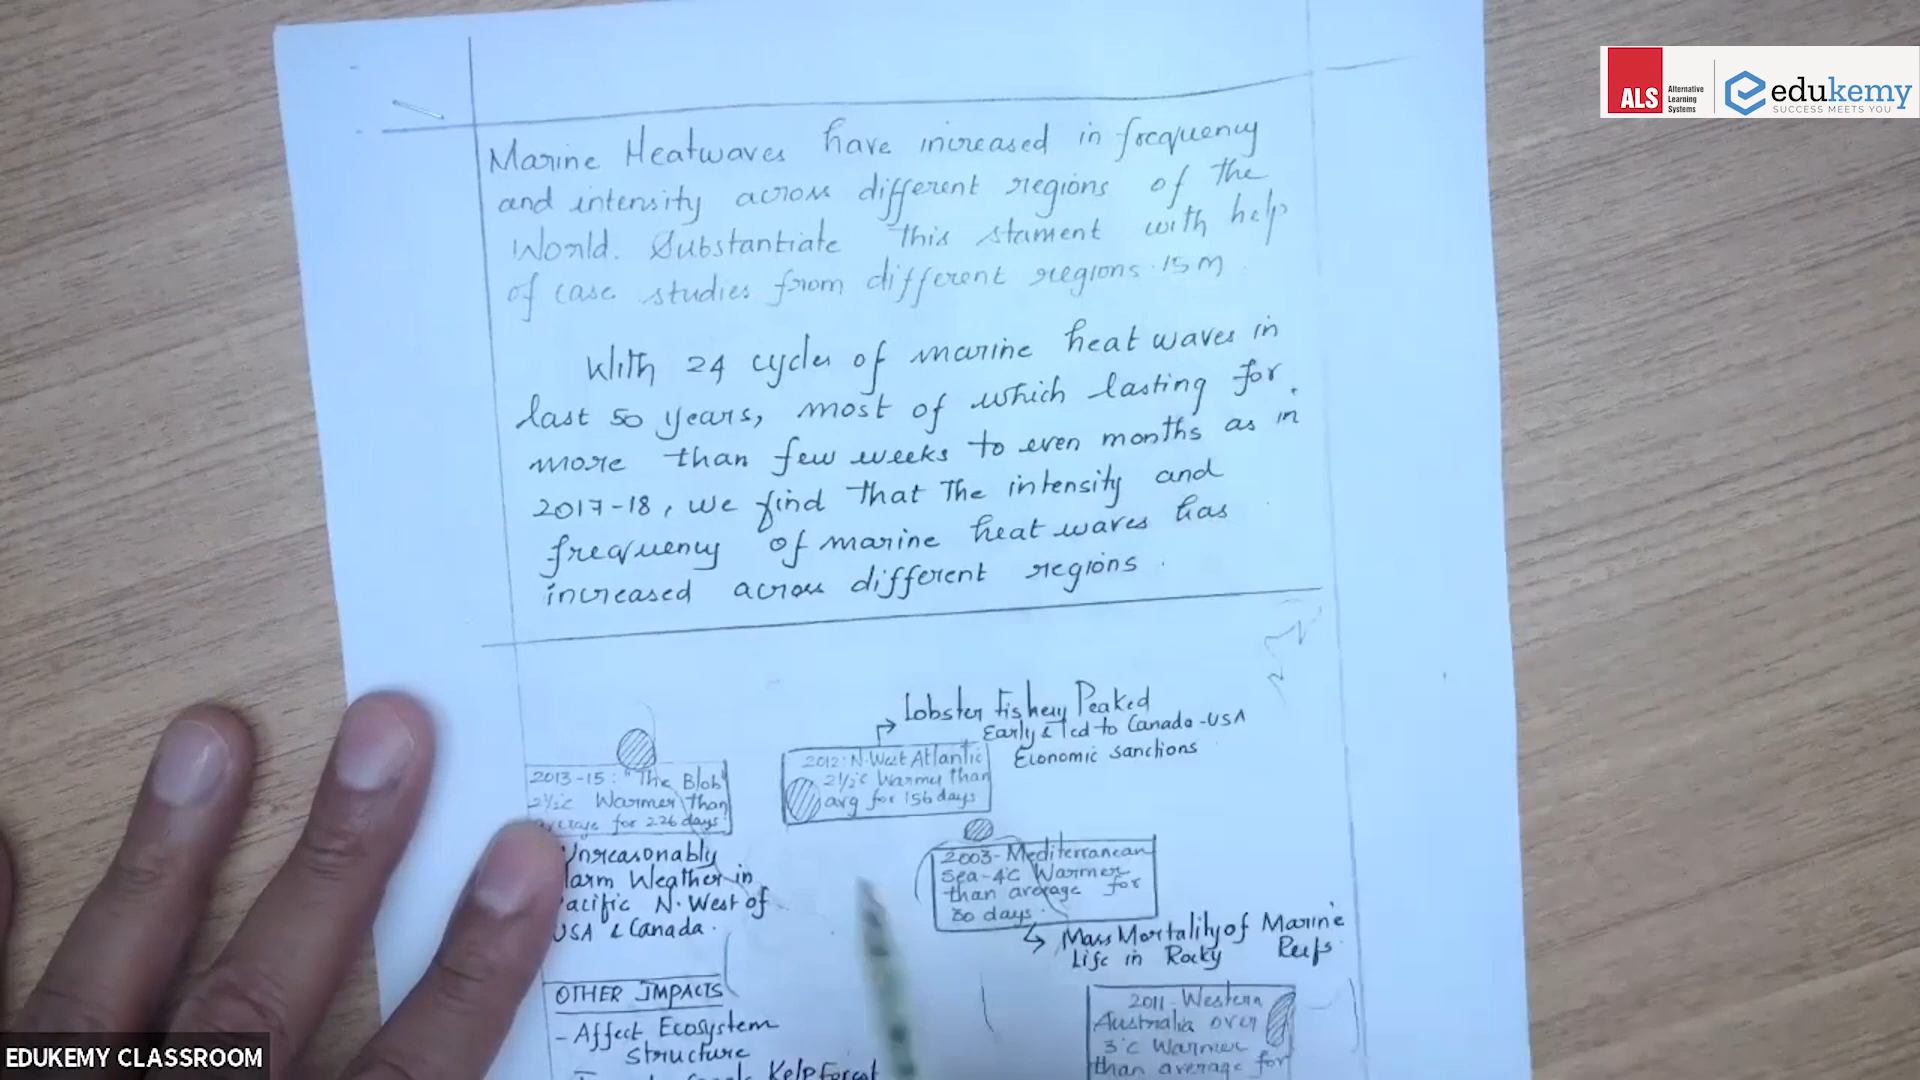 ALS Alternative
Learning
Systems
edukemy
SUCCESS MEETS YOU
Marine Heatwaves have increased in frequency
and intensity across different regions of the
World. Substantiate this stament with help
of case studies from different regions. 15M
With 24 cycles of marine heat waves in
last 50 years, most of which lasting for
more than few weeks to even months as in
2017-18, we find that the intensity and
frequency of marine heat waves has
increased across different regions.
Lobster Fishery Peaked
Early & led to Canada-USA
Economic sanctions
2013-15: "The Blob"
2½°C Warmer than
average for 226 days
Unreasonably
Warm Weather in
Pacific N. West of
USA & Canada.
2012: N. West Atlantic
2½°C Warmer than
avg for 156 days
2003- Mediterranean
Sea-4°C Warmer
than average for
30 days.
Mass Mortality of Marine
Life in Rocky Reefs
OTHER IMPACTS
- Affect Ecosystem
structure
Kelp Forest
2011- Western
Australia over
3°C Warmer
than average for
EDUKEMY CLASSROOM